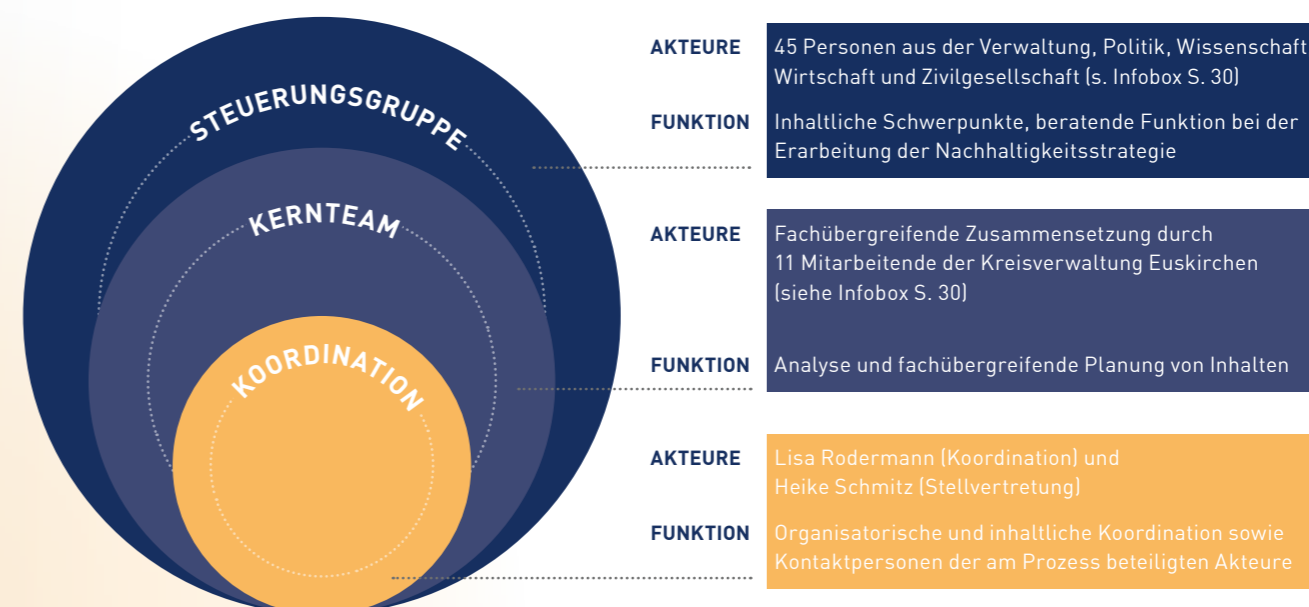 STEUERUNGSGRUPPE
KERNTEAM
KOORDINATION
AKTEURE
45 Personen aus der Verwaltung, Politik, Wissenschaft
Wirtschaft und Zivilgesellschaft (s. Infobox S. 30)
FUNKTION
Inhaltliche Schwerpunkte, beratende Funktion bei der
Erarbeitung der Nachhaltigkeitsstrategie
AKTEURE
Fachübergreifende Zusammensetzung durch
11 Mitarbeitende der Kreisverwaltung Euskirchen
(siehe Infobox S. 30)
FUNKTION
Analyse und fachübergreifende Planung von Inhalten
AKTEURE
Lisa Rodermann (Koordination) und
Heike Schmitz (Stellvertretung)
FUNKTION
Organisatorische und inhaltliche Koordination sowie
Kontaktpersonen der am Prozess beteiligten Akteure